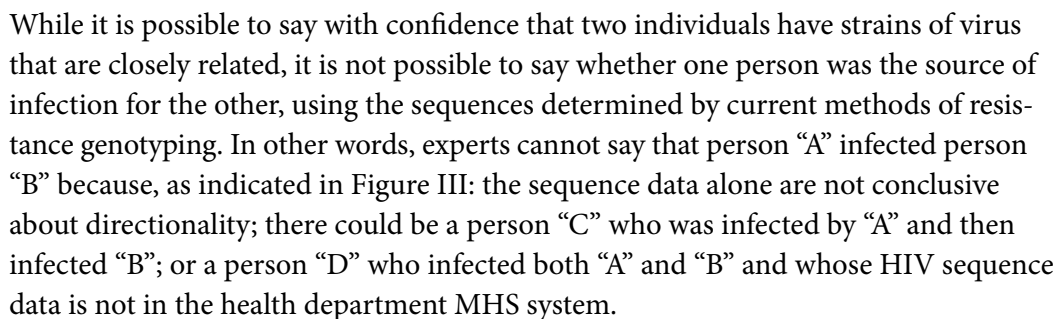 While it is possible to say with confidence that two individuals have strains of virus
that are closely related, it is not possible to say whether one person was the source of
infection for the other, using the sequences determined by current methods of resis-
tance genotyping. In other words, experts cannot say that person “A” infected person
“B” because, as indicated in Figure III: the sequence data alone are not conclusive
about directionality; there could be a person “C” who was infected by “A” and then
infected “B”; or a person “D” who infected both “A” and “B” and whose HIV sequence
data is not in the health department MHS system.